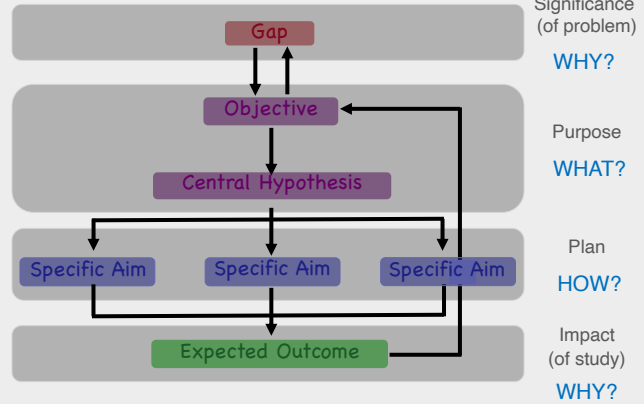 Significance
(of problem)
Gap
WHY?
Objective
Purpose
WHAT?
Central Hypothesis
Plan
Specific Aim
Specific Aim
Specific Aim
HOW?
Impact
(of study)
Expected Outcome
WHY?